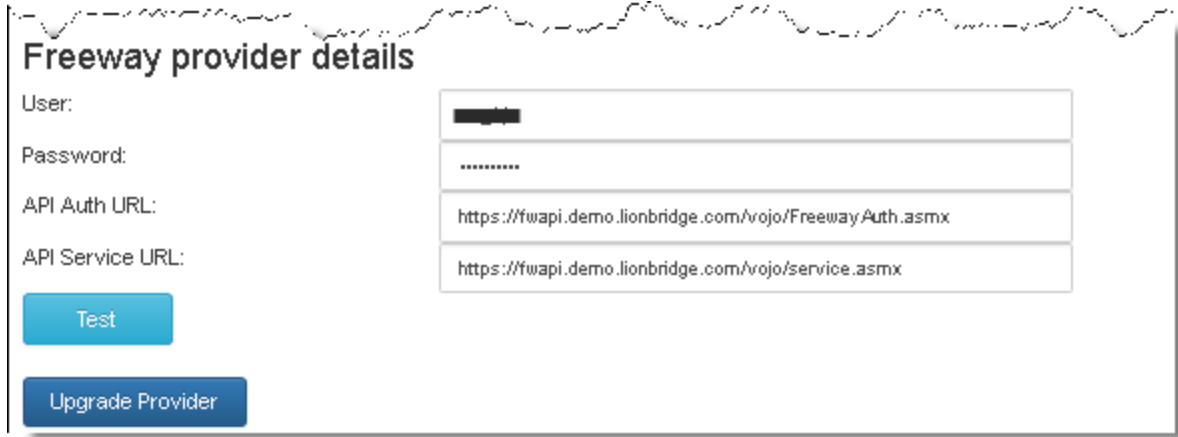 Freeway provider details
User:
Password:
••••••••••
API Auth URL:
https://fwapi.demo.lionbridge.com/vojo/FreewayAuth.asmx
API Service URL:
https://fwapi.demo.lionbridge.com/vojo/service.asmx
Test
Upgrade Provider